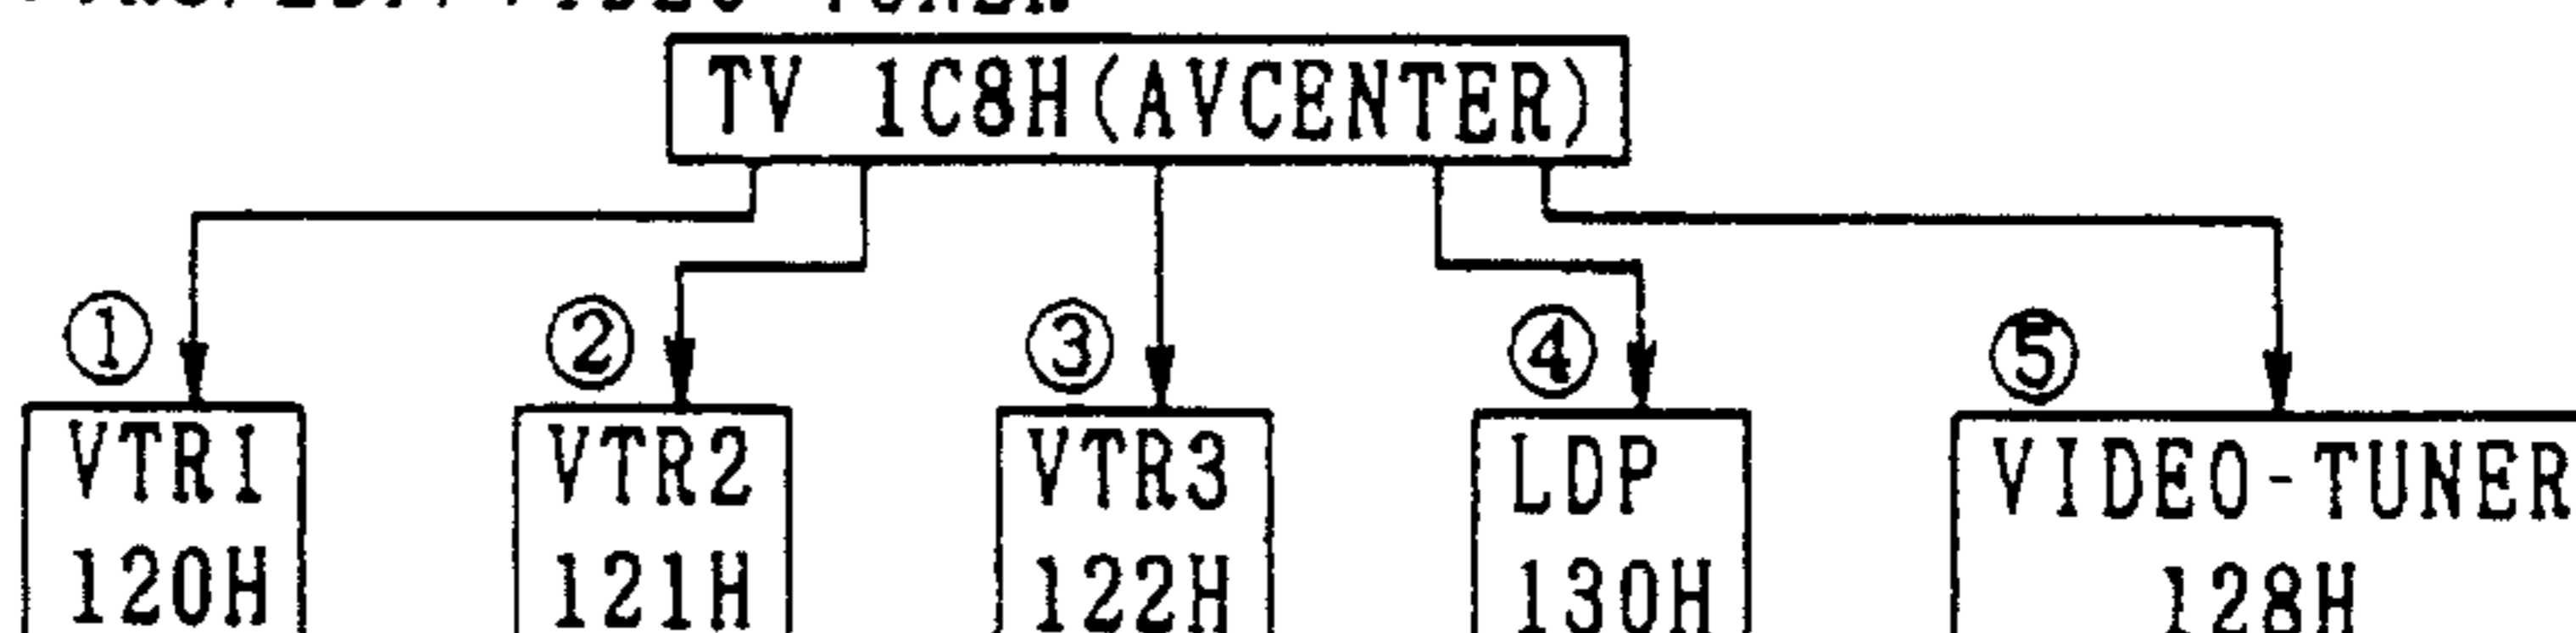 TV 1C8H(AVCENTER)
① ② ③ ④ ⑤
VTR1 VTR2 VTR3 LDP VIDEO-TUNER
120H 121H 122H 130H 128H